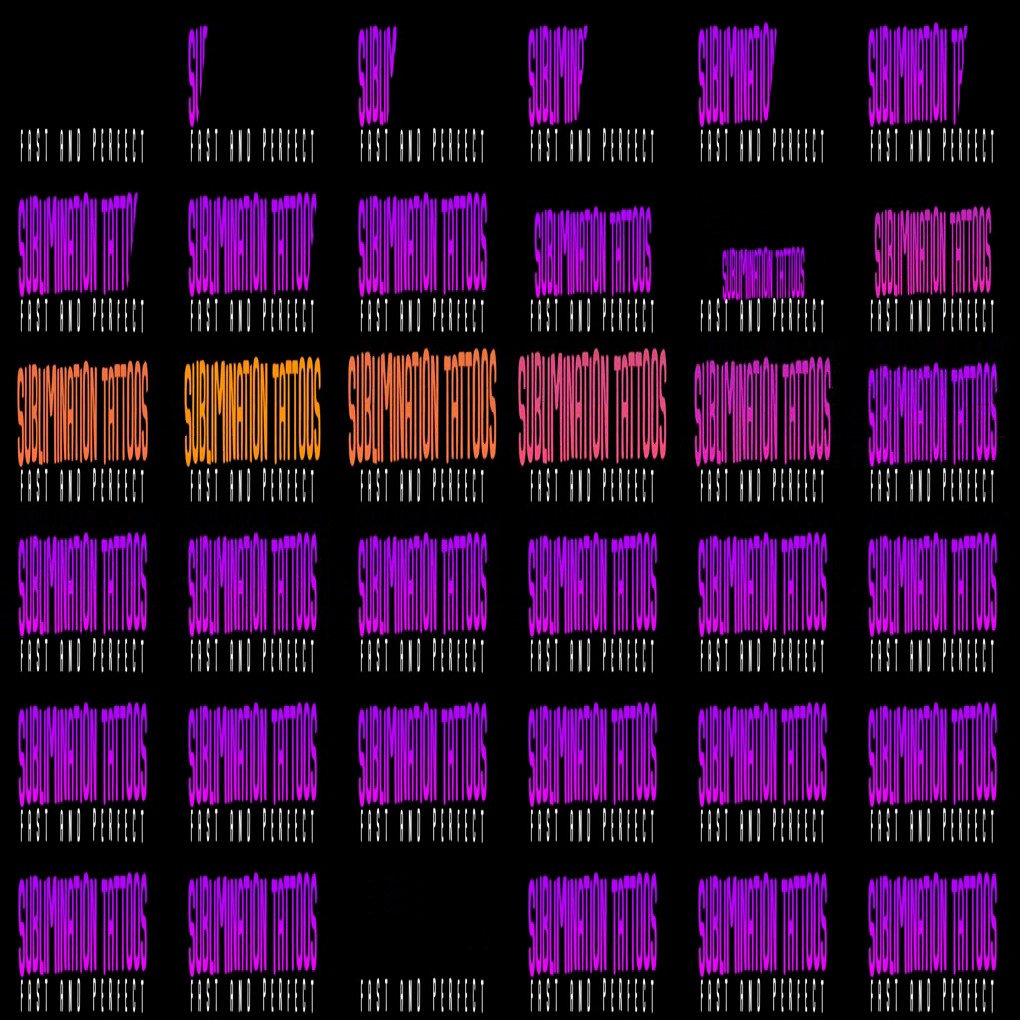 SU SUBLIM SUBLIMINA SUBLIMINATIO SUBLIMINATION TA
FAST AND PERFECT FAST AND PERFECT FAST AND PERFECT FAST AND PERFECT FAST AND PERFECT FAST AND PERFECT
SUBLIMINATION TATTO SUBLIMINATION TATTOO SUBLIMINATION TATTOOS SUBLIMINATION TATTOOS SUBLIMINATION TATTOOS SUBLIMINATION TATTOOS
FAST AND PERFECT FAST AND PERFECT FAST AND PERFECT FAST AND PERFECT FAST AND PERFECT FAST AND PERFECT
SUBLIMINATION TATTOOS SUBLIMINATION TATTOOS SUBLIMINATION TATTOOS SUBLIMINATION TATTOOS SUBLIMINATION TATTOOS SUBLIMINATION TATTOOS
FAST AND PERFECT FAST AND PERFECT FAST AND PERFECT FAST AND PERFECT FAST AND PERFECT FAST AND PERFECT
SUBLIMINATION TATTOOS SUBLIMINATION TATTOOS SUBLIMINATION TATTOOS SUBLIMINATION TATTOOS SUBLIMINATION TATTOOS SUBLIMINATION TATTOOS
FAST AND PERFECT FAST AND PERFECT FAST AND PERFECT FAST AND PERFECT FAST AND PERFECT FAST AND PERFECT
SUBLIMINATION TATTOOS SUBLIMINATION TATTOOS SUBLIMINATION TATTOOS SUBLIMINATION TATTOOS SUBLIMINATION TATTOOS SUBLIMINATION TATTOOS
FAST AND PERFECT FAST AND PERFECT FAST AND PERFECT FAST AND PERFECT FAST AND PERFECT FAST AND PERFECT
SUBLIMINATION TATTOOS SUBLIMINATION TATTOOS SUBLIMINATION TATTOOS SUBLIMINATION TATTOOS SUBLIMINATION TATTOOS
FAST AND PERFECT FAST AND PERFECT FAST AND PERFECT FAST AND PERFECT FAST AND PERFECT FAST AND PERFECT